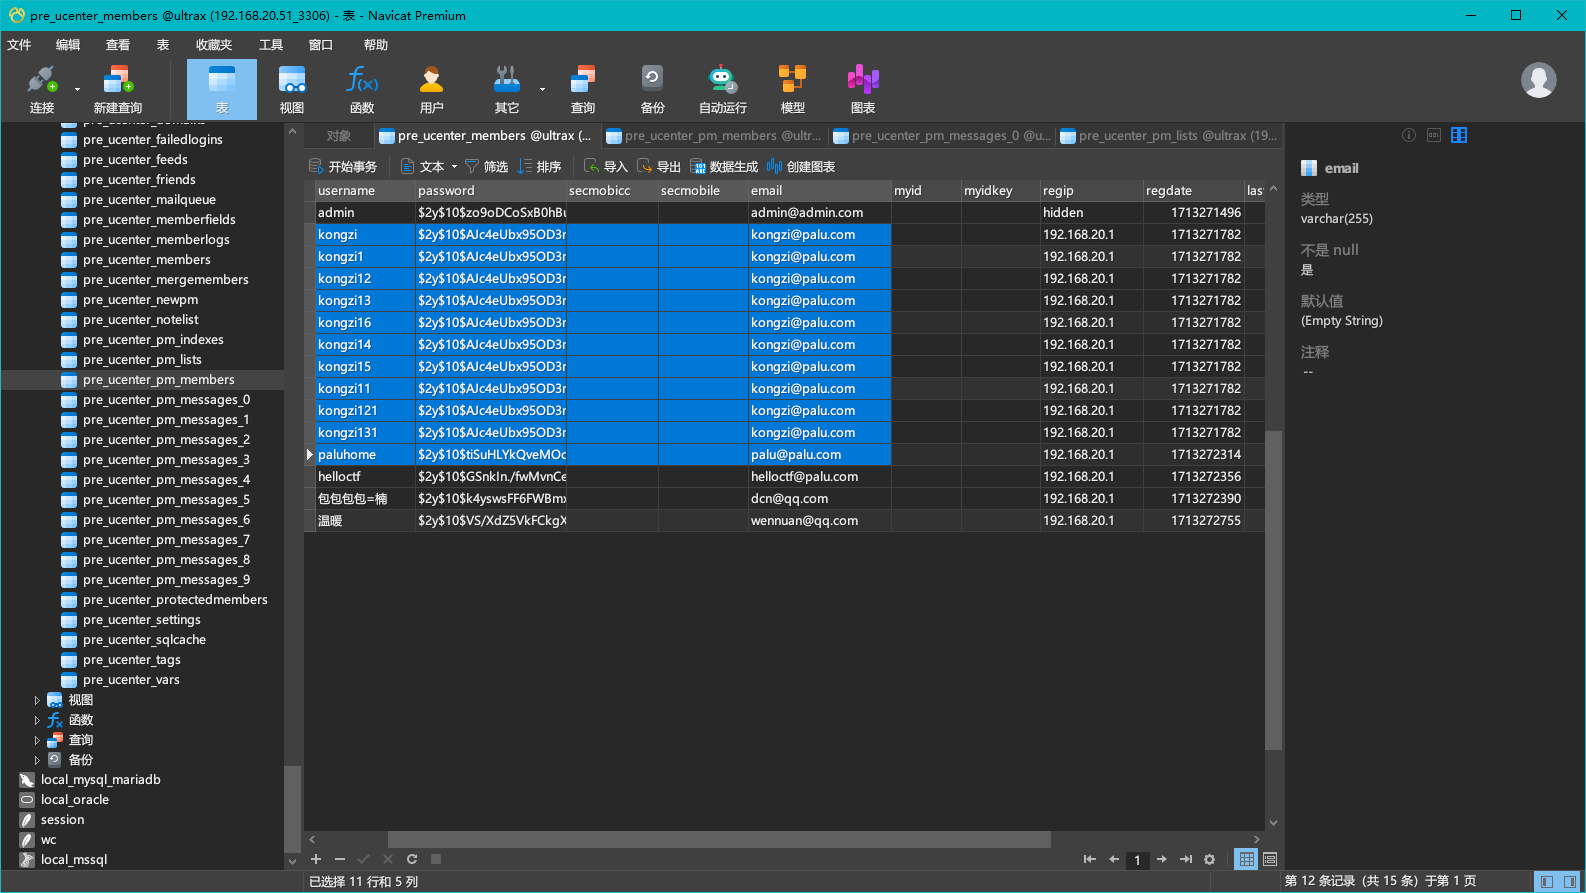 pre_ucenter_members @ultrax (192.168.20.51_3306) - 表 - Navicat Premium
文件 编辑 查看 表 收藏夹 工具 窗口 帮助
连接 新建查询 表 视图 函数 用户 其它 查询 备份 自动运行 模型 图表
对象 pre_ucenter_members @ultrax (... pre_ucenter_pm_members @ultr... pre_ucenter_pm_messages_0 @u... pre_ucenter_pm_lists @ultrax (19...
开始事务 文本 筛选 排序 导入 导出 数据生成 创建图表
pre_ucenter_domains
pre_ucenter_failedlogins
pre_ucenter_feeds
pre_ucenter_friends
pre_ucenter_mailqueue
pre_ucenter_memberfields
pre_ucenter_memberlogs
pre_ucenter_members
pre_ucenter_mergemembers
pre_ucenter_newpm
pre_ucenter_notelist
pre_ucenter_pm_indexes
pre_ucenter_pm_lists
pre_ucenter_pm_members
pre_ucenter_pm_messages_0
pre_ucenter_pm_messages_1
pre_ucenter_pm_messages_2
pre_ucenter_pm_messages_3
pre_ucenter_pm_messages_4
pre_ucenter_pm_messages_5
pre_ucenter_pm_messages_6
pre_ucenter_pm_messages_7
pre_ucenter_pm_messages_8
pre_ucenter_pm_messages_9
pre_ucenter_protectedmembers
pre_ucenter_settings
pre_ucenter_sqlcache
pre_ucenter_tags
pre_ucenter_vars
视图
函数
查询
备份
local_mysql_mariadb
local_oracle
session
wc
local_mssql
username password secmobicc secmobile email myid myidkey regip regdate las
admin $2y$10$zo9oDCoSxB0hBu admin@admin.com hidden 1713271496
kongzi $2y$10$AJc4eUbx95OD3r kongzi@palu.com 192.168.20.1 1713271782
kongzi1 $2y$10$AJc4eUbx95OD3r kongzi@palu.com 192.168.20.1 1713271782
kongzi12 $2y$10$AJc4eUbx95OD3r kongzi@palu.com 192.168.20.1 1713271782
kongzi13 $2y$10$AJc4eUbx95OD3r kongzi@palu.com 192.168.20.1 1713271782
kongzi16 $2y$10$AJc4eUbx95OD3r kongzi@palu.com 192.168.20.1 1713271782
kongzi14 $2y$10$AJc4eUbx95OD3r kongzi@palu.com 192.168.20.1 1713271782
kongzi15 $2y$10$AJc4eUbx95OD3r kongzi@palu.com 192.168.20.1 1713271782
kongzi11 $2y$10$AJc4eUbx95OD3r kongzi@palu.com 192.168.20.1 1713271782
kongzi121 $2y$10$AJc4eUbx95OD3r kongzi@palu.com 192.168.20.1 1713271782
kongzi131 $2y$10$AJc4eUbx95OD3r kongzi@palu.com 192.168.20.1 1713271782
paluhome $2y$10$tiSuHLYkQveMOc palu@palu.com 192.168.20.1 1713272314
helloctf $2y$10$GSnkIn./fwMvnCe helloctf@palu.com 192.168.20.1 1713272356
包包包包=楠 $2y$10$k4yswsFF6FWBmx dcn@qq.com 192.168.20.1 1713272390
温暖 $2y$10$VS/XdZ5VkFCkgX wennuan@qq.com 192.168.20.1 1713272755
email
类型
varchar(255)
不是 null
是
默认值
(Empty String)
注释
--
1
已选择 11 行和 5 列
第 12 条记录（共 15 条）于第 1 页